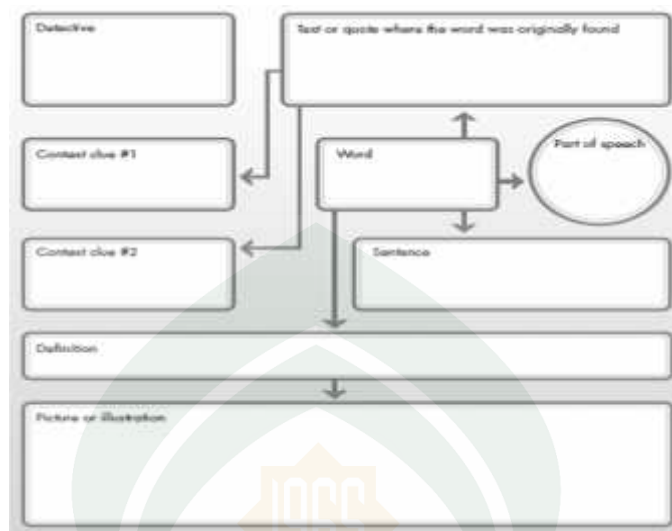 Detective
Text or quote where the word was originally found
Context clue #1
Word
Part of speech
Context clue #2
Sentence
Definition
Picture or illustration